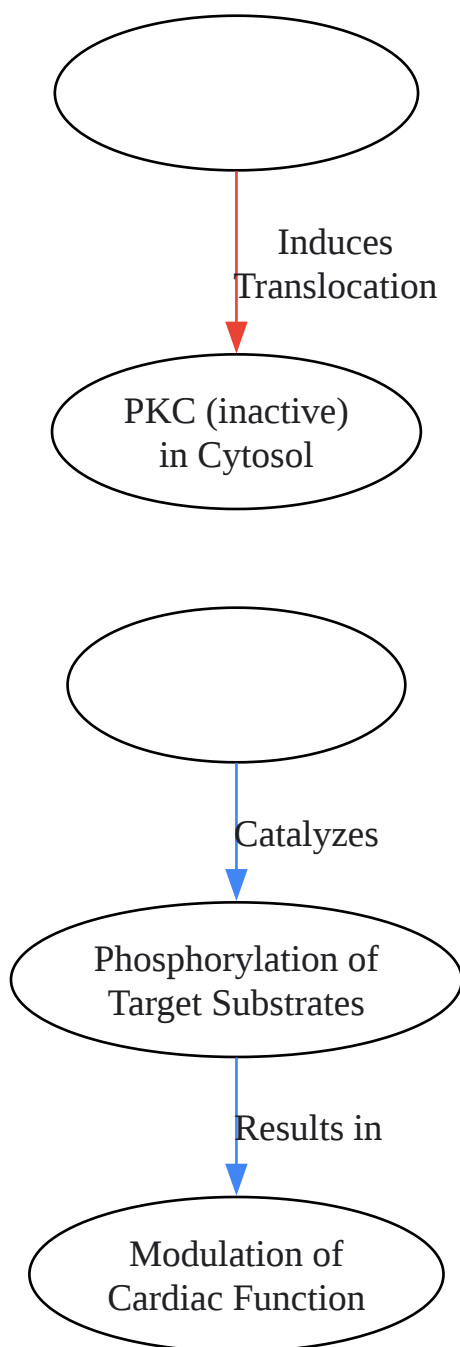 Induces
Translocation
PKC (inactive)
in Cytosol
Catalyzes
Phosphorylation of
Target Substrates
Results in
Modulation of
Cardiac Function